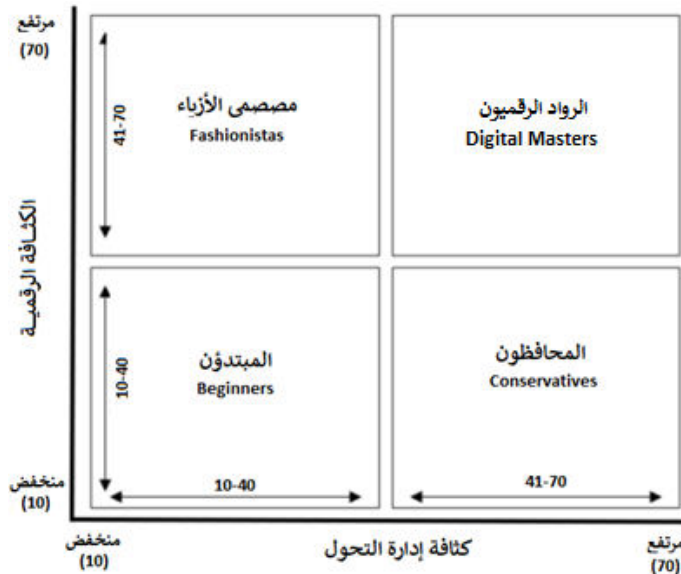 مرتفع
(70)
41-70
مصصمى الأزياء
Fashionistas
الرواد الرقميون
Digital Masters
الكثافة الرقمية
10-40
المبتدؤن
Beginners
المحافظون
Conservatives
منخفض
(10)
10-40
41-70
منخفض
(10)
كثافة إدارة التحول
مرتفع
(70)